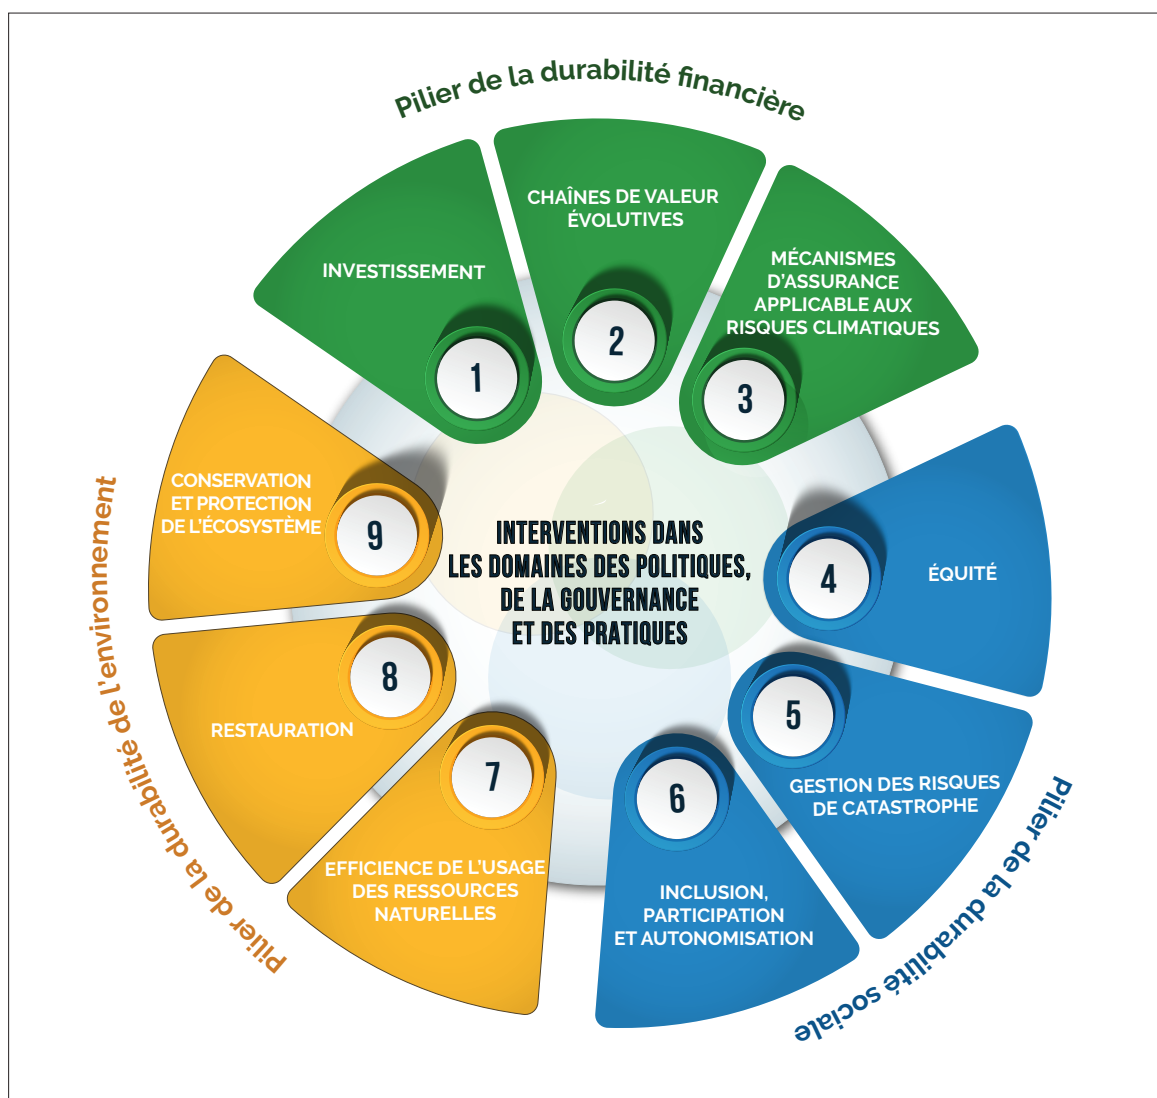 Pilier de la durabilité financière
INVESTISSEMENT
1
CHAÎNES DE VALEUR
ÉVOLUTIVES
2
MÉCANISMES
D'ASSURANCE
APPLICABLE AUX
RISQUES CLIMATIQUES
3
Pilier de la durabilité sociale
4
ÉQUITÉ
5
GESTION DES RISQUES
DE CATASTROPHE
6
INCLUSION,
PARTICIPATION
ET AUTONOMISATION
Pilier de la durabilité de l'environnement
7
EFFICIENCE DE L'USAGE
DES RESSOURCES
NATURELLES
8
RESTAURATION
9
CONSERVATION
ET PROTECTION
DE L'ÉCOSYSTÈME
INTERVENTIONS DANS
LES DOMAINES DES POLITIQUES,
DE LA GOUVERNANCE
ET DES PRATIQUES